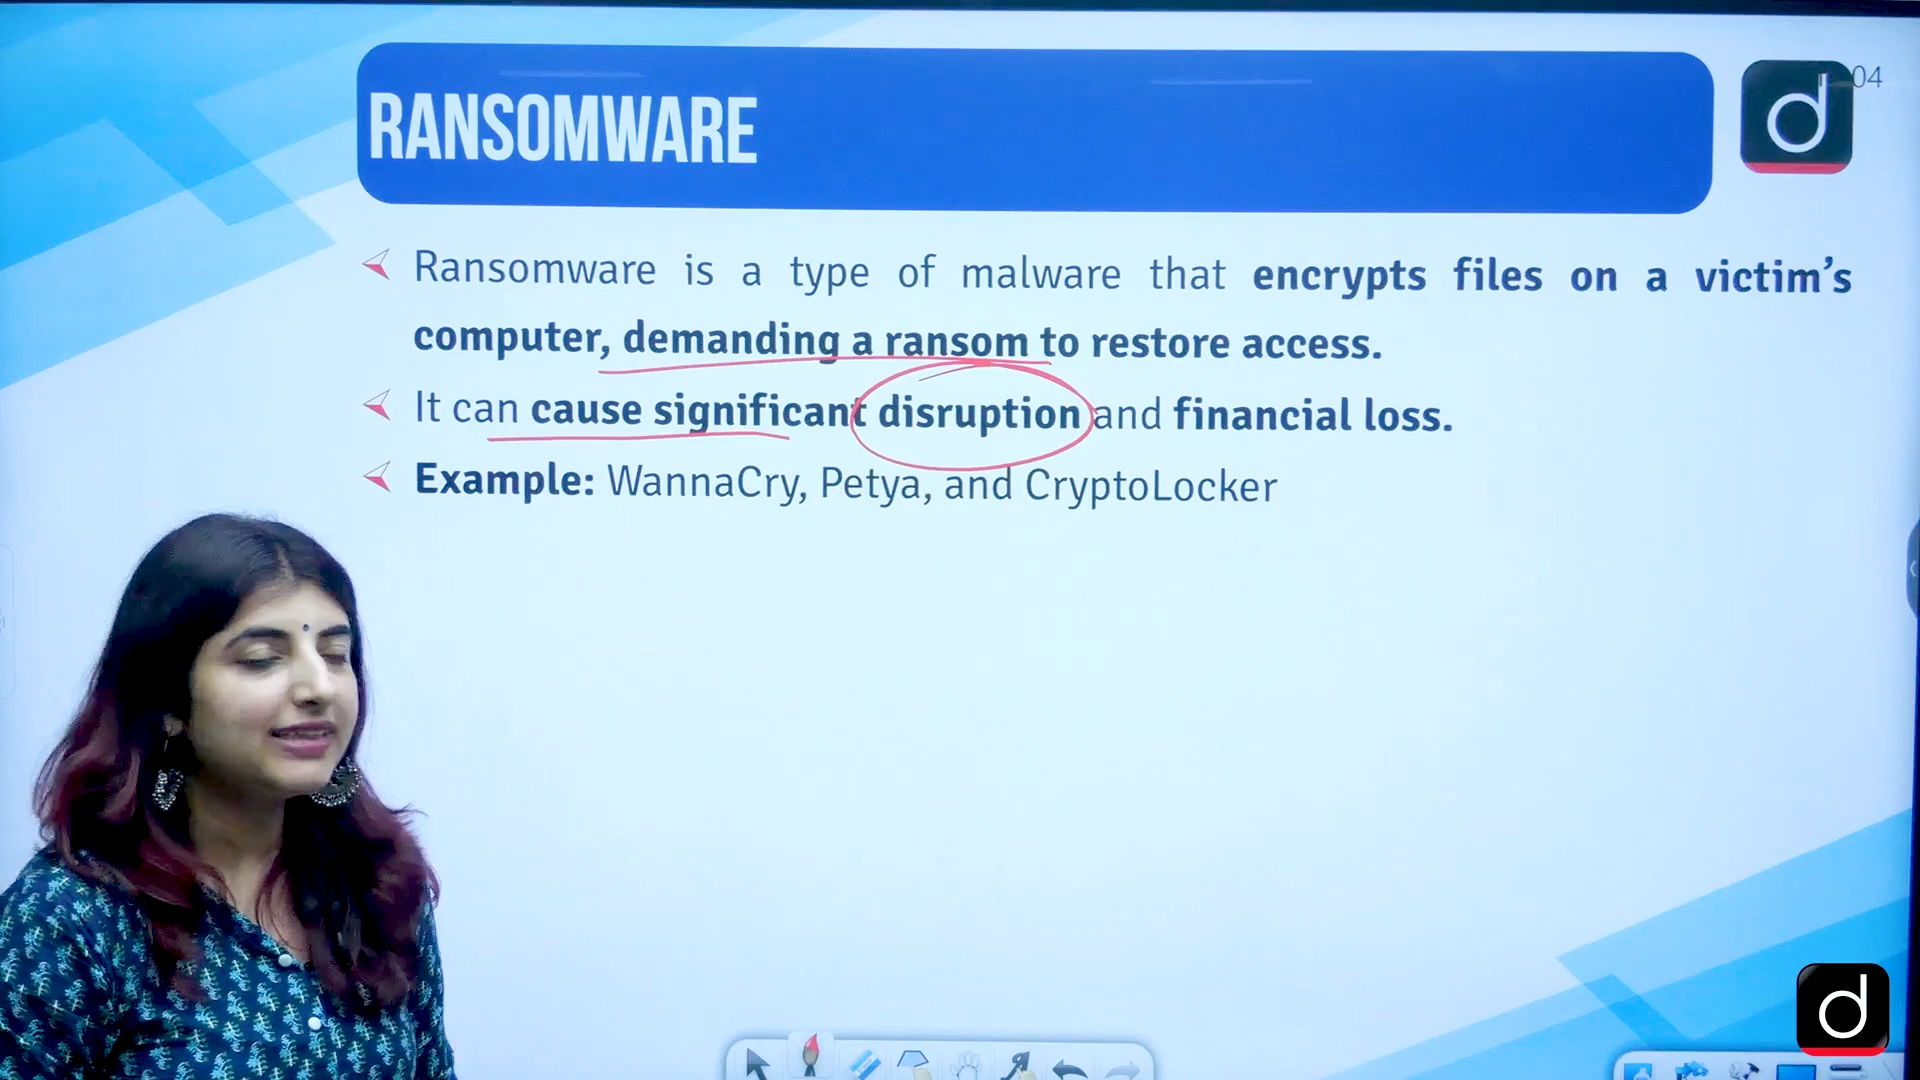 RANSOMWARE
04
Ransomware is a type of malware that encrypts files on a victim's
computer, demanding a ransom to restore access.
It can cause significant disruption and financial loss.
Example: WannaCry, Petya, and CryptoLocker
d
d